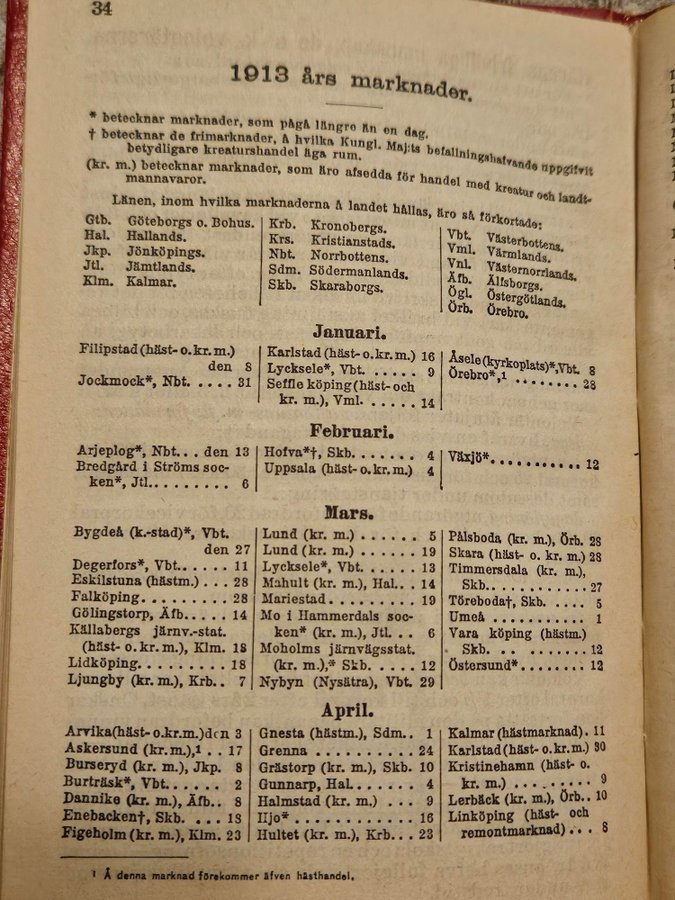 34
1913 års marknader.
* betecknar marknader, som pågå längre än en dag.
† betecknar de frimarknader, å hvilka Kungl. Maj:ts befallningshafvande uppgifvit
betydligare kreaturshandel äga rum.
(kr. m.) betecknar marknader, som äro afsedda för handel med kreatur och landt-
mannavaror.
Länen, inom hvilka marknaderna å landet hållas, äro så förkortade:
Gtb. Göteborgs o. Bohus.
Hal. Hallands.
Jkp. Jönköpings.
Jtl. Jämtlands.
Klm. Kalmar.
Krb. Kronobergs.
Krs. Kristianstads.
Nbt. Norrbottens.
Sdm. Södermanlands.
Skb. Skaraborgs.
Vbt. Västerbottens.
Vml. Värmlands.
Vnl. Västernorrlands.
Äfb. Älfsborgs.
Ögl. Östergötlands.
Örb. Örebro.
Januari.
Filipstad (häst- o. kr. m.)
den 8
Jockmock*, Nbt. .... 31
Karlstad (häst- o. kr. m.) 16
Lycksele*, Vbt. ..... 9
Seffle köping (häst- och
kr. m.), Vml. ..... 14
Åsele (kyrkoplats)*, Vbt. 8
Örebro*,¹ ........ 28
Februari.
Arjeplog*, Nbt... den 13
Bredgård i Ströms soc-
ken*, Jtl........ 6
Hofva*†, Skb. ..... 4
Uppsala (häst- o. kr. m.) 4
Växjö*........... 12
Mars.
Bygdeå (k.-stad)*, Vbt.
den 27
Degerfors*, Vbt...... 11
Eskilstuna (hästm.) ... 28
Falköping......... 28
Gölingstorp, Äfb..... 14
Källabergs järnv.-stat.
(häst- o. kr. m.), Klm. 18
Lidköping......... 18
Ljungby (kr. m.), Krb.. 7
Lund (kr. m.) ...... 5
Lund (kr. m.) ...... 19
Lycksele*, Vbt. ..... 13
Mahult (kr. m.), Hal.. 14
Mariestad......... 19
Mo i Hammerdals soc-
ken* (kr. m.), Jtl. .. 6
Moholms järnvägsstat.
(kr. m.),* Skb. .... 12
Nybyn (Nysätra), Vbt. 29
Pålsboda (kr. m.), Örb. 28
Skara (häst- o. kr. m.) 28
Timmersdala (kr. m.),
Skb............ 27
Töreboda†, Skb. .... 5
Umeå ........... 1
Vara köping (hästm.)
Skb. .. ....... 12
Östersund*........ 12
April.
Arvika (häst- o. kr. m.) den 3
Askersund (kr. m.),¹ .. 17
Burseryd (kr. m.), Jkp. 8
Burträsk*, Vbt...... 2
Dannike (kr. m.), Äfb.. 8
Enebacken†, Skb. ... 18
Figeholm (kr. m.), Klm. 23
Gnesta (hästm.), Sdm.. 1
Grenna .......... 24
Grästorp (kr. m.), Skb. 10
Gunnarp, Hal....... 4
Halmstad (kr. m.) ... 9
Iljo* ............ 16
Hultet (kr. m.), Krb... 23
Kalmar (hästmarknad). 11
Karlstad (häst- o. kr. m.) 30
Kristinehamn (häst- o.
kr. m.) ......... 9
Lerbäck (kr. m.), Örb.. 10
Linköping (häst- och
remontmarknad)... 8
¹ Å denna marknad förekommer äfven hästhandel.